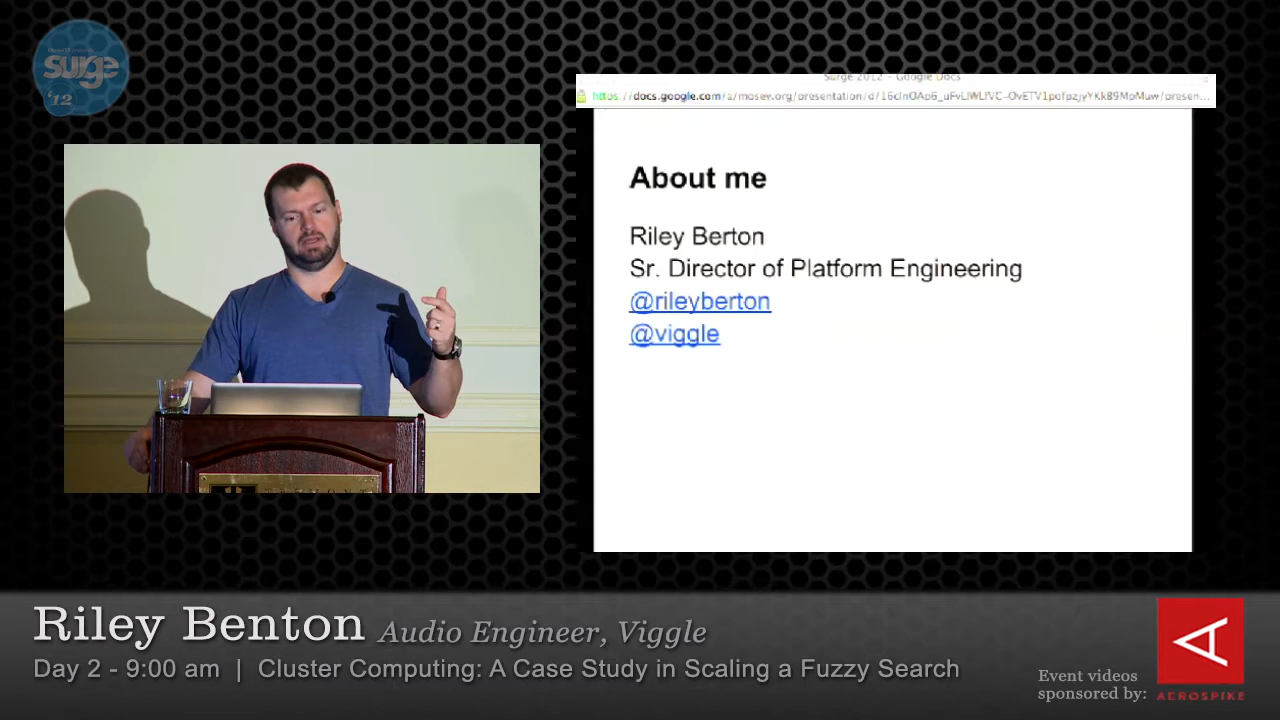 surge
'12
Surge 2012 - Google Docs
About me
Riley Berton
Sr. Director of Platform Engineering
@rileyberton
@viggle
Riley Benton Audio Engineer, Viggle
Day 2 - 9:00 am | Cluster Computing: A Case Study in Scaling a Fuzzy Search
Event videos
sponsored by:
AEROSPIKE